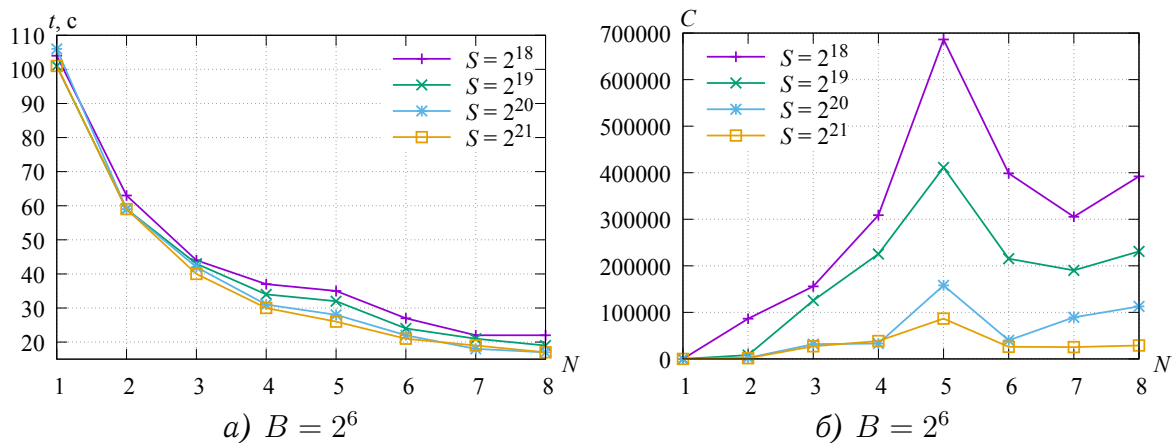 t, с
110
100
90
80
70
60
50
40
30
20
1 2 3 4 5 6 7 8
N
S = 2^18
S = 2^19
S = 2^20
S = 2^21
а) B = 2^6
C
700000
600000
500000
400000
300000
200000
100000
0
1 2 3 4 5 6 7 8
N
S = 2^18
S = 2^19
S = 2^20
S = 2^21
б) B = 2^6